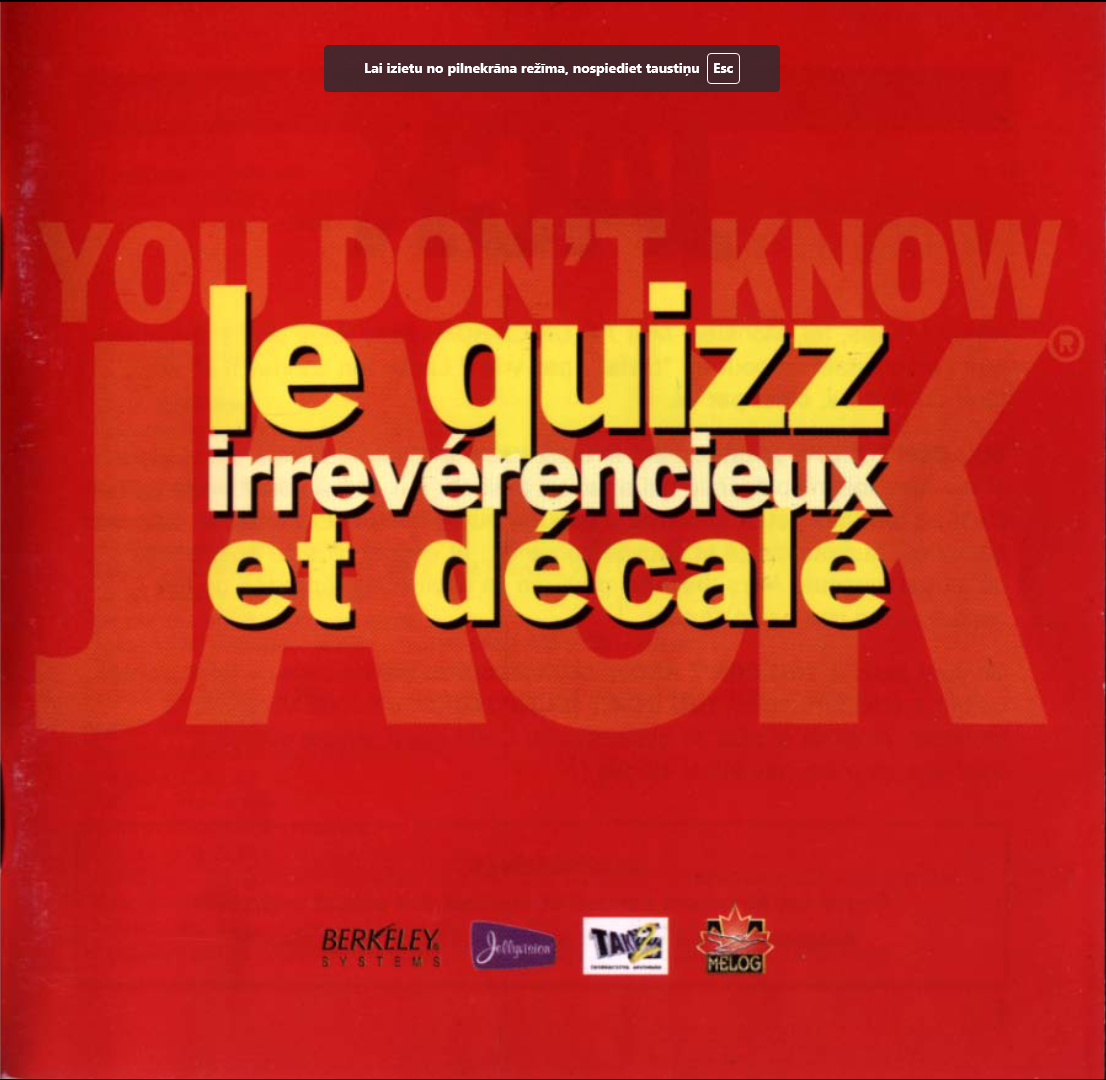 Lai izietu no pilnekrāna režīma, nospiediet taustiņu Esc
YOU DON'T KNOW
JACK®
le quizz
irrevérencieux
et décalé
BERKELEY®
SYSTEMS
Jellyvision
TAKE 2
MELOG